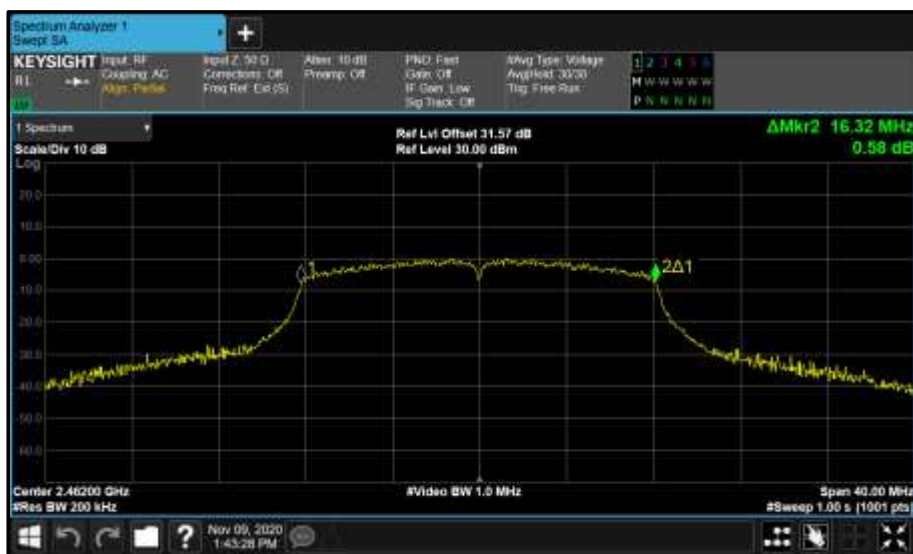 Spectrum Analyzer 1
Swept SA
+
KEYSIGHT
Input: RF
Coupling: AC
Align: Partial
Input Z: 50 Ω
Corrections: Off
Freq Ref: Ext (S)
Atten: 10 dB
Preamp: Off
PNO: Fast
Gate: Off
IF Gain: Low
Sig Track: Off
#Avg Type: Voltage
Avg|Hold: 30/30
Trig: Free Run
1 2 3 4 5 6
M W W W W W
P N N N N N
1 Spectrum
Scale/Div 10 dB
Log
Ref Lvl Offset 31.57 dB
Ref Level 30.00 dBm
ΔMkr2 16.32 MHz
0.58 dB
20.0
10.0
0.00
-10.0
-20.0
-30.0
-40.0
-50.0
-60.0
1
2Δ1
Center 2.46200 GHz
#Res BW 200 kHz
#Video BW 1.0 MHz
Span 40.00 MHz
#Sweep 1.00 s (1001 pts)
?
Nov 09, 2020
1:43:28 PM